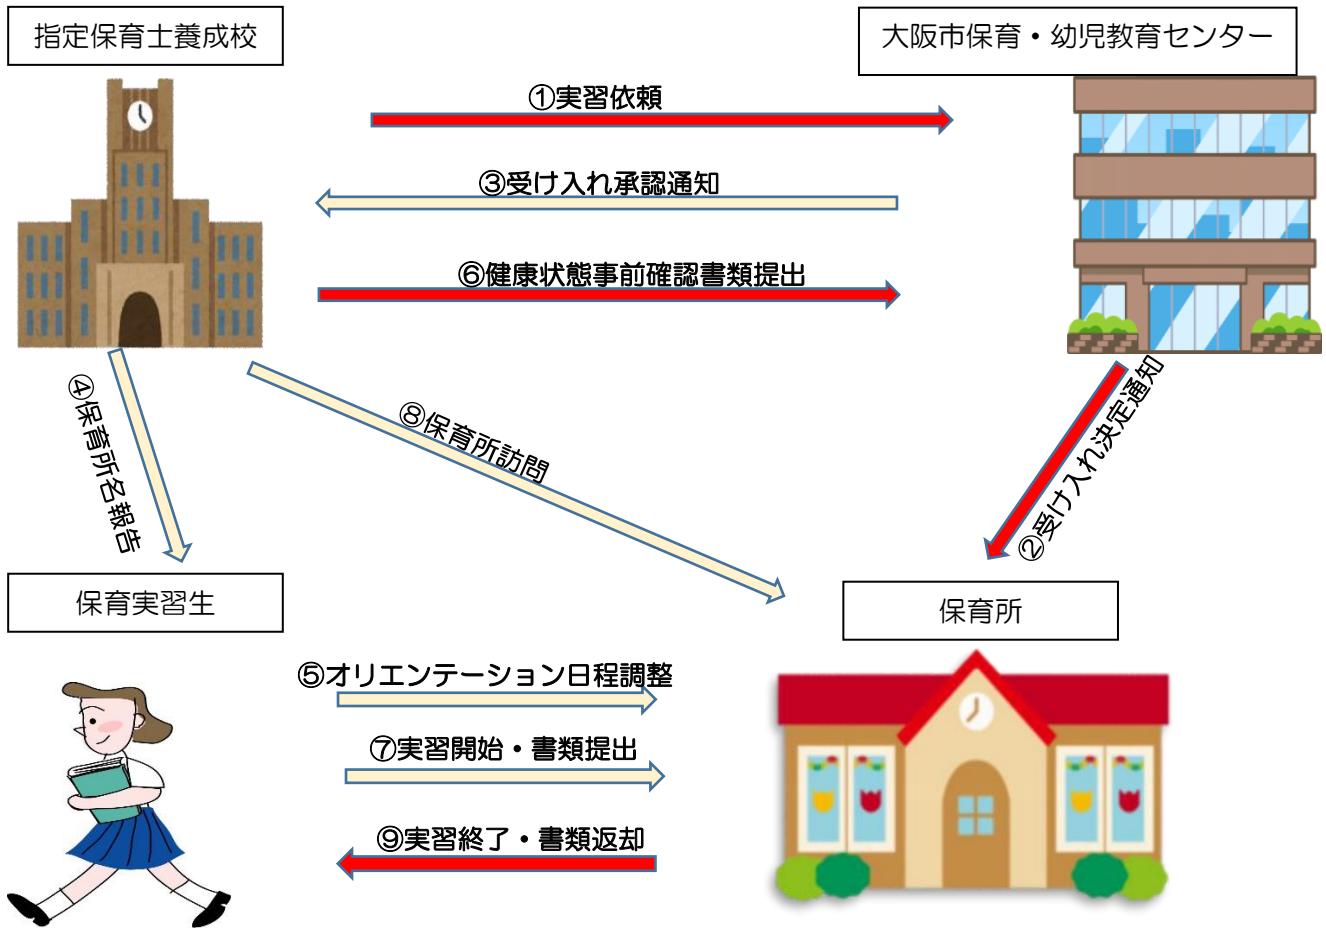 指定保育士養成校
大阪市保育・幼児教育センター
①実習依頼
③受け入れ承認通知
⑥健康状態事前確認書類提出
④保育所名報告
⑧保育所訪問
②受け入れ決定通知
保育実習生
保育所
⑤オリエンテーション日程調整
⑦実習開始・書類提出
⑨実習終了・書類返却